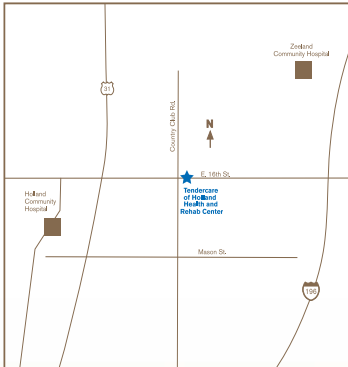 Zeeland
Community Hospital
31
Country Club Rd.
N
E. 16th St.
Tendercare
of Holland
Health and
Rehab Center
Holland
Community
Hospital
Mason St.
196